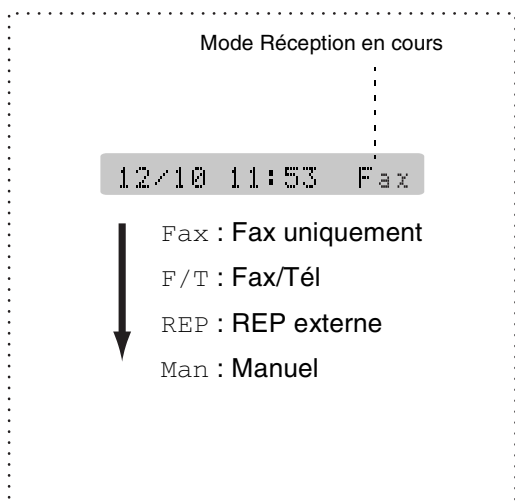 Mode Réception en cours
12/10 11:53 Fax
Fax : Fax uniquement
F/T : Fax/Tél
REP : REP externe
Man : Manuel